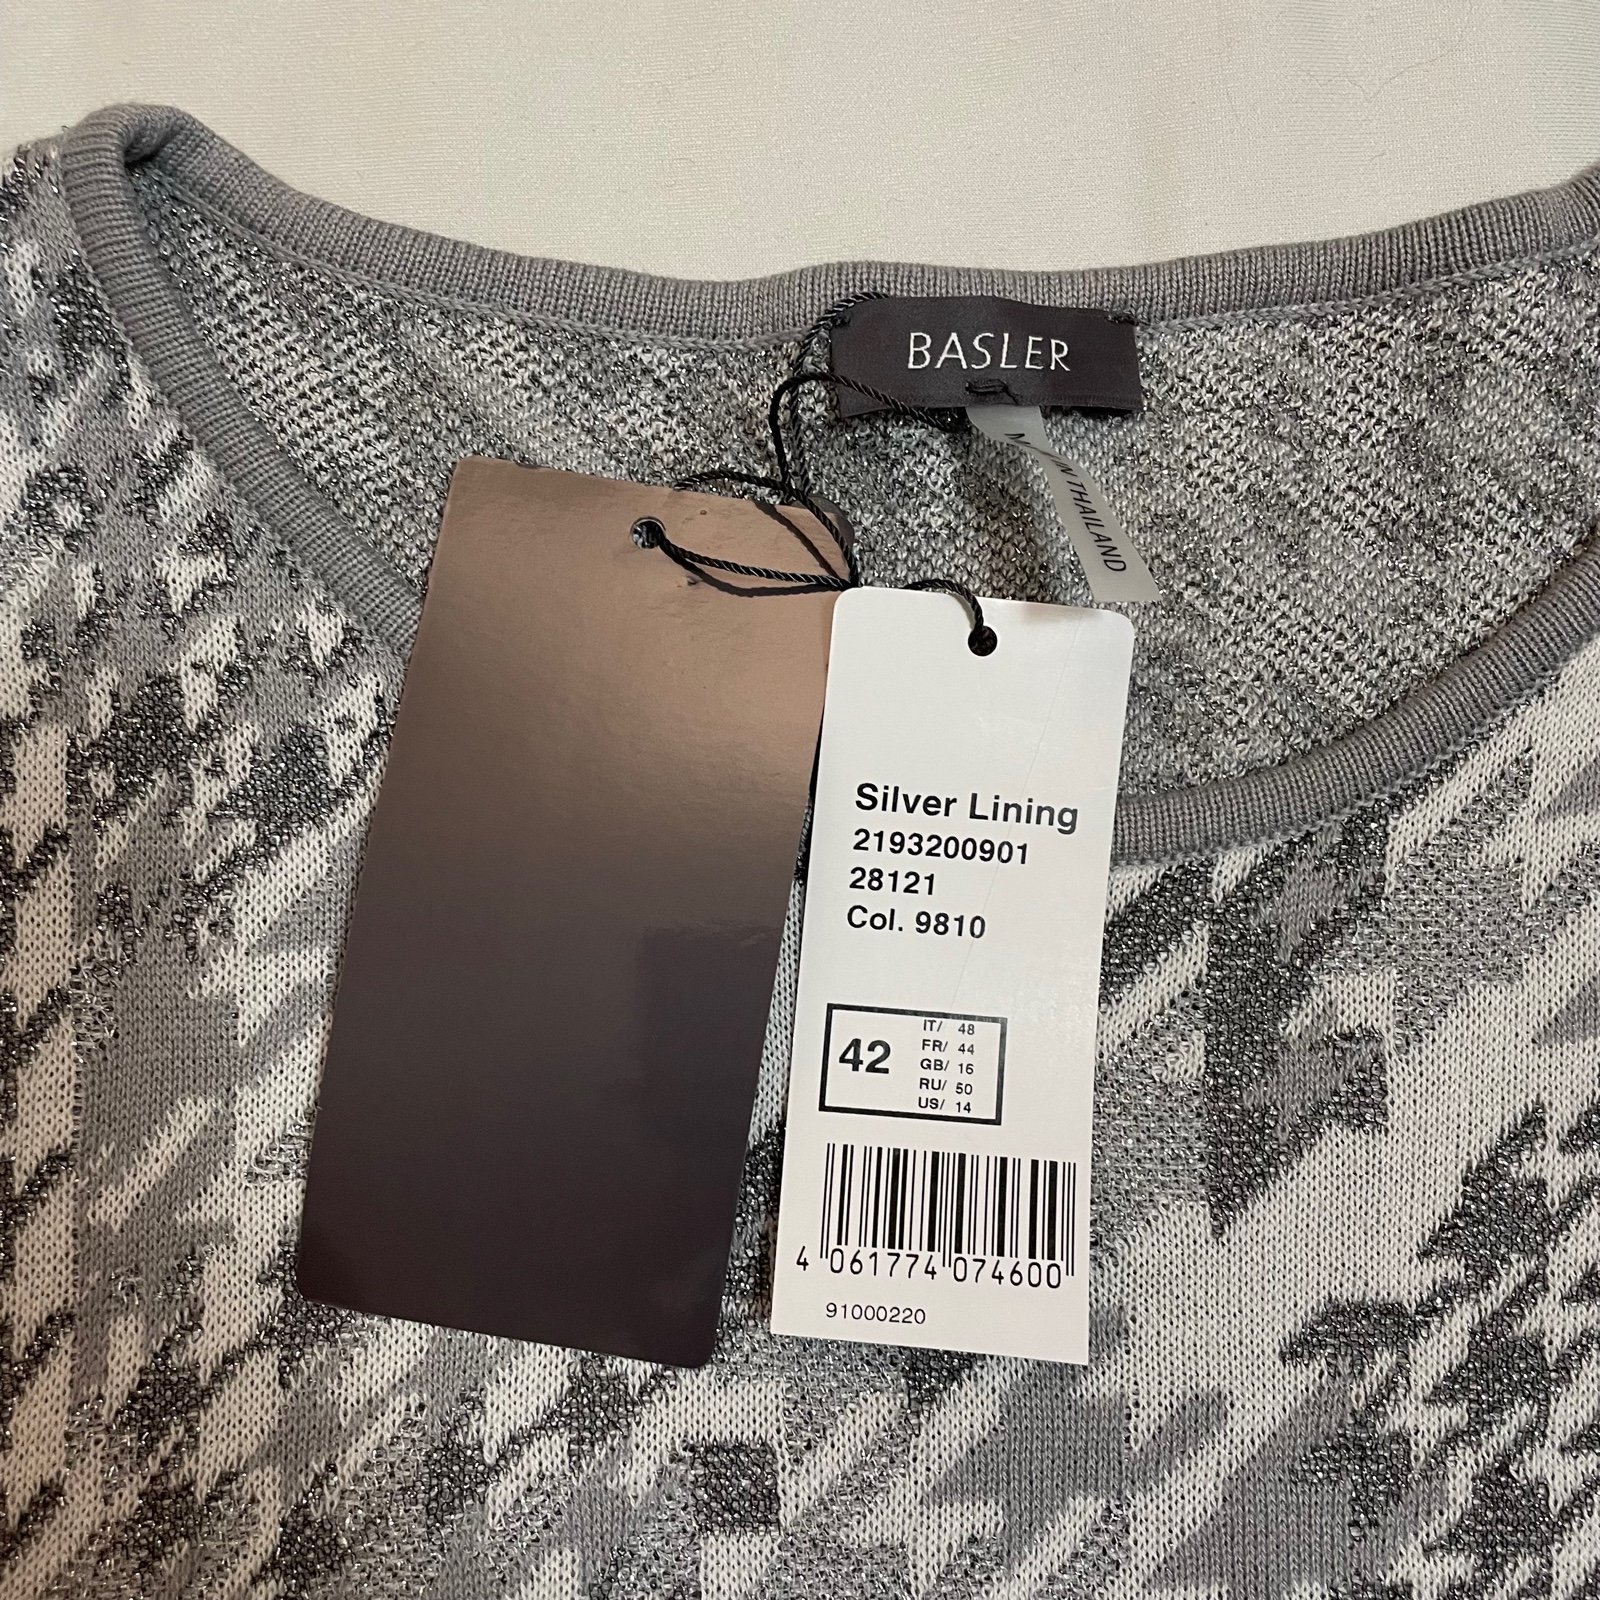 BASLER
IN THAILAND
Silver Lining
2193200901
28121
Col. 9810
42
IT/ 48
FR/ 44
GB/ 16
RU/ 50
US/ 14
4 061774 074600
91000220